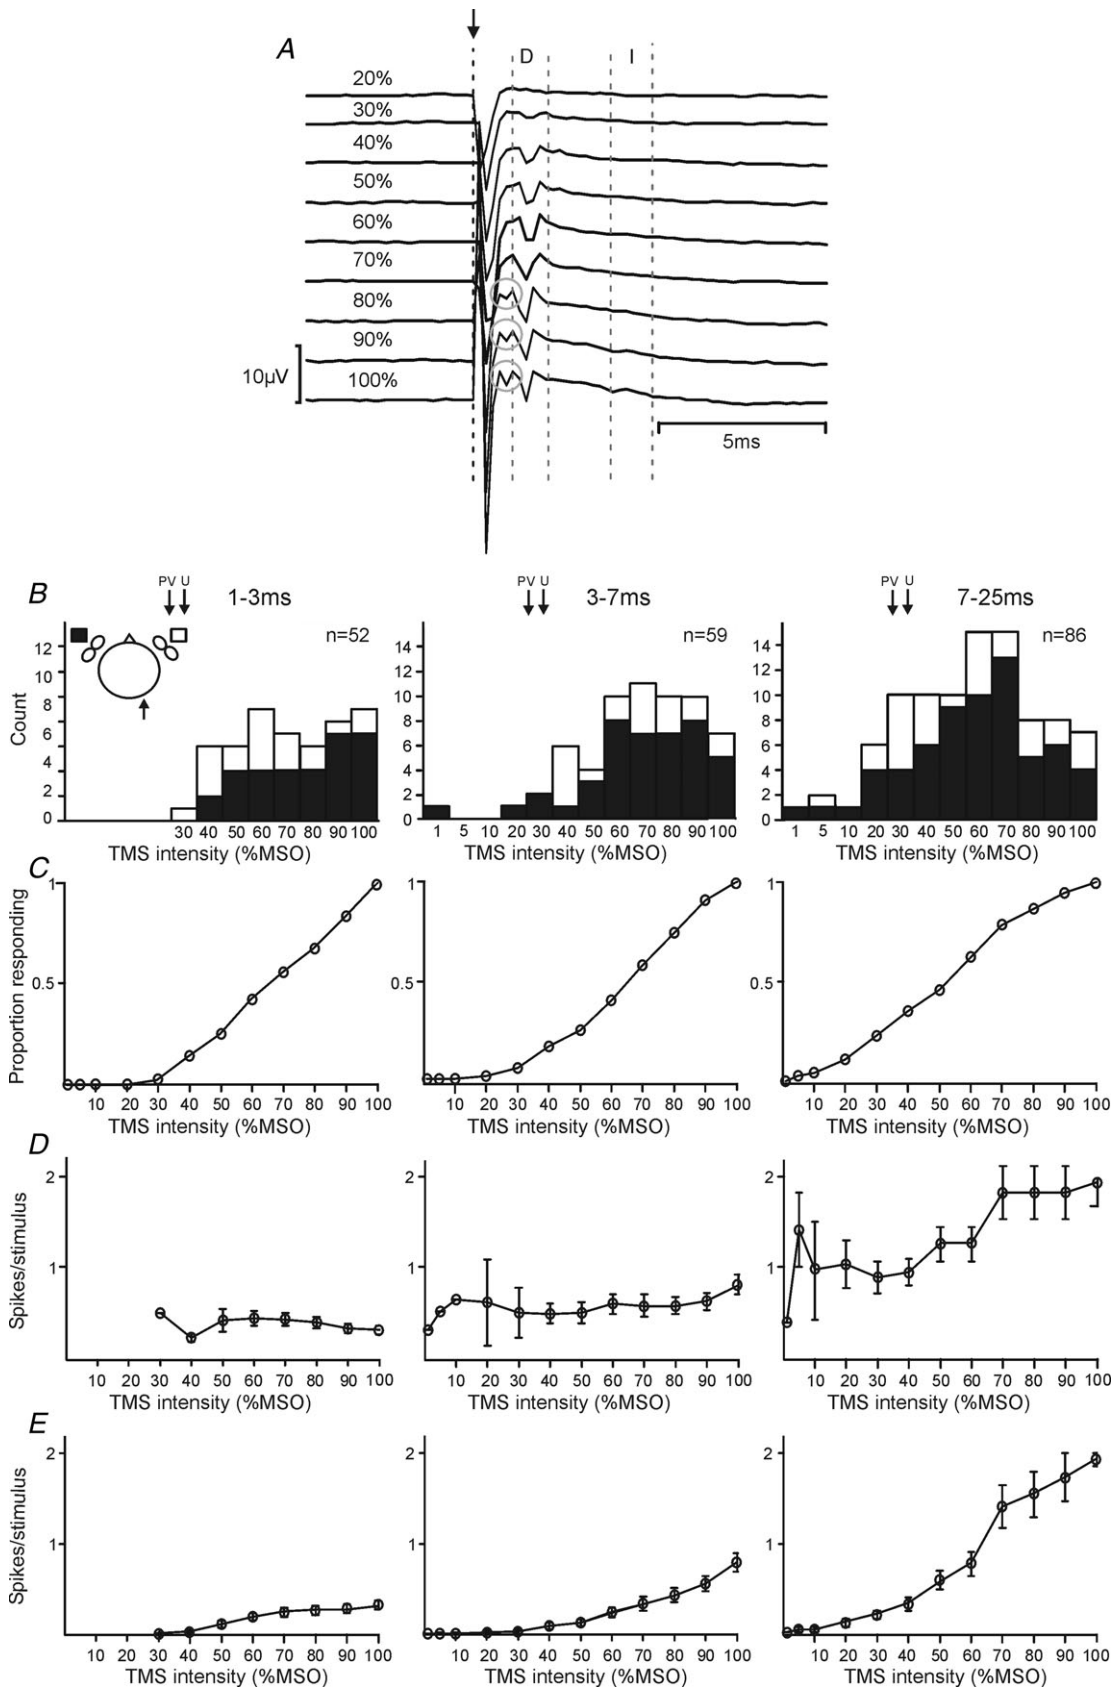 A
D I
20%
30%
40%
50%
60%
70%
80%
90%
100%
10µV
5ms
B
PV U 1-3ms
PV U 3-7ms
PV U 7-25ms
n=52
n=59
n=86
Count
12
10
8
6
4
2
0
30 40 50 60 70 80 90 100
TMS intensity (%MSO)
14
12
10
8
6
4
2
0
1 5 10 20 30 40 50 60 70 80 90 100
TMS intensity (%MSO)
14
12
10
8
6
4
2
0
1 5 10 20 30 40 50 60 70 80 90 100
TMS intensity (%MSO)
C
Proportion responding
1
0.5
10 20 30 40 50 60 70 80 90 100
TMS intensity (%MSO)
1
0.5
10 20 30 40 50 60 70 80 90 100
TMS intensity (%MSO)
1
0.5
10 20 30 40 50 60 70 80 90 100
TMS intensity (%MSO)
D
Spikes/stimulus
2
1
10 20 30 40 50 60 70 80 90 100
TMS intensity (%MSO)
2
1
10 20 30 40 50 60 70 80 90 100
TMS intensity (%MSO)
2
1
10 20 30 40 50 60 70 80 90 100
TMS intensity (%MSO)
E
Spikes/stimulus
2
1
10 20 30 40 50 60 70 80 90 100
TMS intensity (%MSO)
2
1
10 20 30 40 50 60 70 80 90 100
TMS intensity (%MSO)
2
1
10 20 30 40 50 60 70 80 90 100
TMS intensity (%MSO)